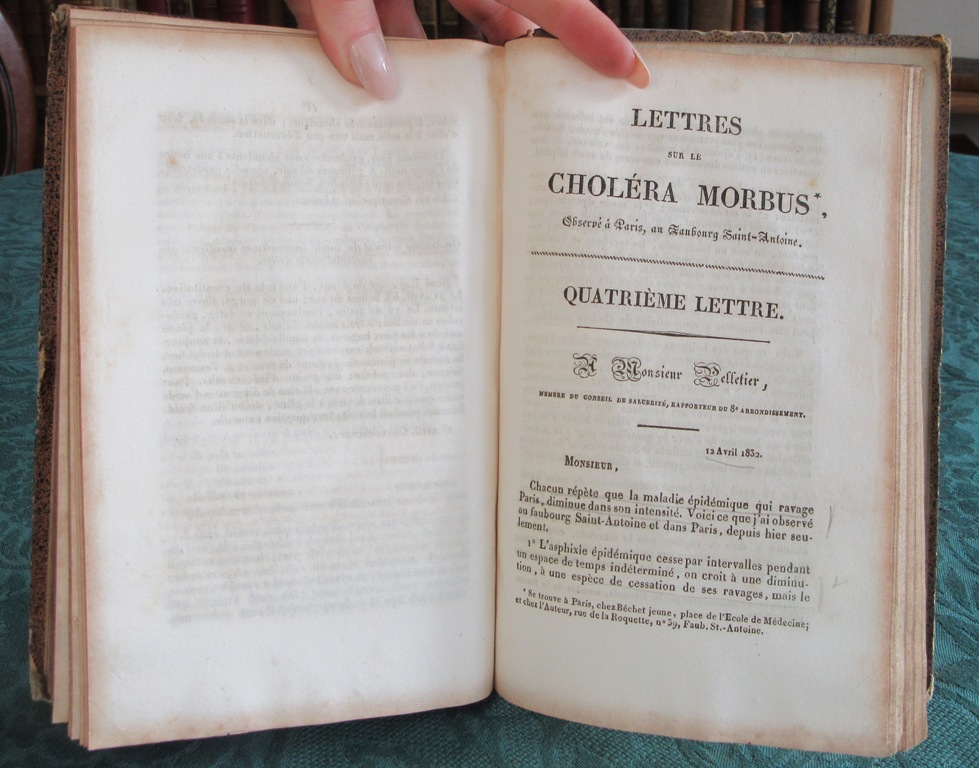 LETTRES
SUR LE
CHOLÉRA MORBUS*,
Observé à Paris, au Faubourg Saint-Antoine.
QUATRIÈME LETTRE.
A Monsieur Pelletier,
MEMBRE DU CONSEIL DE SALUBRITÉ, RAPPORTEUR DU 8e ARRONDISSEMENT.
12 Avril 1832.
MONSIEUR,
Chacun répète que la maladie épidémique qui ravage
Paris, diminue dans son intensité. Voici ce que j'ai observé
au faubourg Saint-Antoine et dans Paris, depuis hier seu-
lement.
1° L'asphixie épidémique cesse par intervalles pendant
un espace de temps indéterminé, on croit à une diminu-
tion, à une espèce de cessation de ses ravages, mais le
* Se trouve à Paris, chez Béchet jeune, place de l'Ecole de Médecine;
et chez l'Auteur, rue de la Roquette, n° 39, Faub. St.-Antoine.